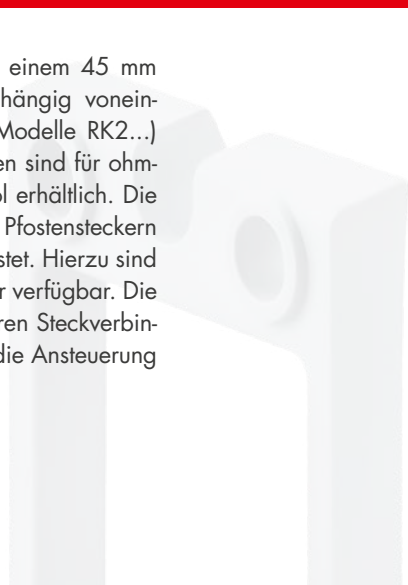 einem 45 mm
hängig vonein-
Modelle RK2...)
en sind für ohm-
l erhältlich. Die
Pfostensteckern
stet. Hierzu sind
r verfügbar. Die
ren Steckverbin-
die Ansteuerung